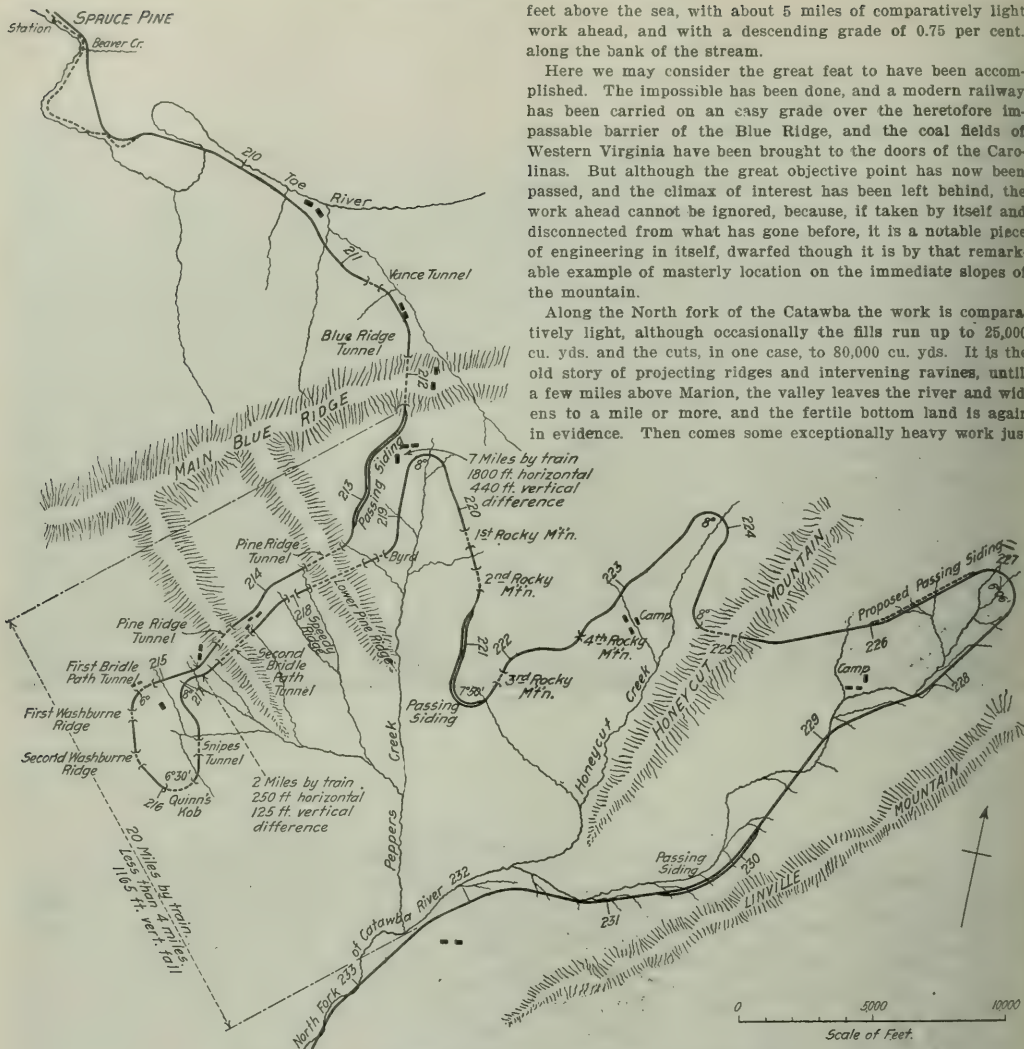 feet above the sea, with about 5 miles of comparatively light
work ahead, and with a descending grade of 0.75 per cent.
along the bank of the stream.
Here we may consider the great feat to have been accom-
plished. The impossible has been done, and a modern railway
has been carried on an easy grade over the heretofore im-
passable barrier of the Blue Ridge, and the coal fields of
Western Virginia have been brought to the doors of the Caro-
linas. But although the great objective point has now been
passed, and the climax of interest has been left behind, the
work ahead cannot be ignored, because, if taken by itself and
disconnected from what has gone before, it is a notable piece
of engineering in itself, dwarfed though it is by that remark-
able example of masterly location on the immediate slopes of
the mountain.
Along the North fork of the Catawba the work is compara
tively light, although occasionally the fills run up to 25,000
cu. yds. and the cuts, in one case, to 80,000 cu. yds. It is the
old story of projecting ridges and intervening ravines, until
a few miles above Marion, the valley leaves the river and wid
ens to a mile or more, and the fertile bottom land is again
in evidence. Then comes some exceptionally heavy work jus
SPRUCE PINE
Station
Beaver Cr.
210
Toe River
211
Vance Tunnel
Blue Ridge
Tunnel
212
MAIN BLUE RIDGE
213
Passing Siding
8°
219
7 Miles by train
1800 ft. horizontal
440 ft. vertical
difference
220
1st Rocky Mt'n.
Byrd
2nd Rocky
Mt'n.
Pine Ridge
Tunnel
214
218
Speedy
Ridge
Lower Pine Ridge
Pine Ridge
Tunnel
Second
Bridle
Path
Tunnel
First Bridle
Path Tunnel
215
6°
217
First Washburne
Ridge
Second Washburne
Ridge
Snipes
Tunnel
6°30'
216
Quinn's
Kob
2 Miles by train
250 ft horizontal
125 ft. vertical
difference
221
222
7°58'
Passing
Siding
3rd Rocky
Mt'n.
4th Rocky
Mt'n.
223
Camp
8°
224
8°
225
HONEYCUT MOUNTAIN
Honeycut Creek
Peppers Creek
Proposed Passing Siding
226
227
Camp
228
229
Passing
Siding
230
231
LINVILLE MOUNTAIN
North Fork 233 of Catawba River 232
20 Miles by train.
Less than 4 miles.
1165 ft. vert. fall
0 5,000 10,000
Scale of Feet.